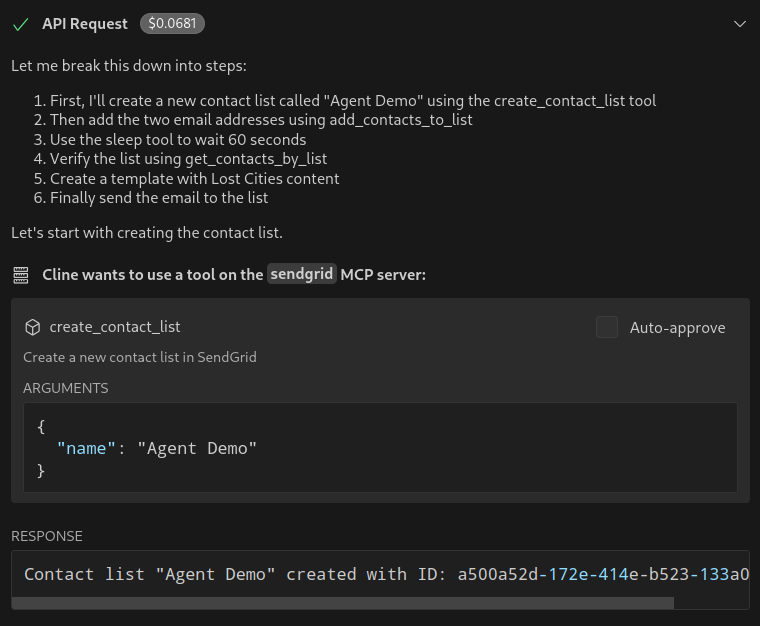 API Request $0.0681
Let me break this down into steps:
1. First, I'll create a new contact list called "Agent Demo" using the create_contact_list tool
2. Then add the two email addresses using add_contacts_to_list
3. Use the sleep tool to wait 60 seconds
4. Verify the list using get_contacts_by_list
5. Create a template with Lost Cities content
6. Finally send the email to the list
Let's start with creating the contact list.
Cline wants to use a tool on the sendgrid MCP server:
create_contact_list Auto-approve
Create a new contact list in SendGrid
ARGUMENTS
{
"name": "Agent Demo"
}
RESPONSE
Contact list "Agent Demo" created with ID: a500a52d-172e-414e-b523-133a0